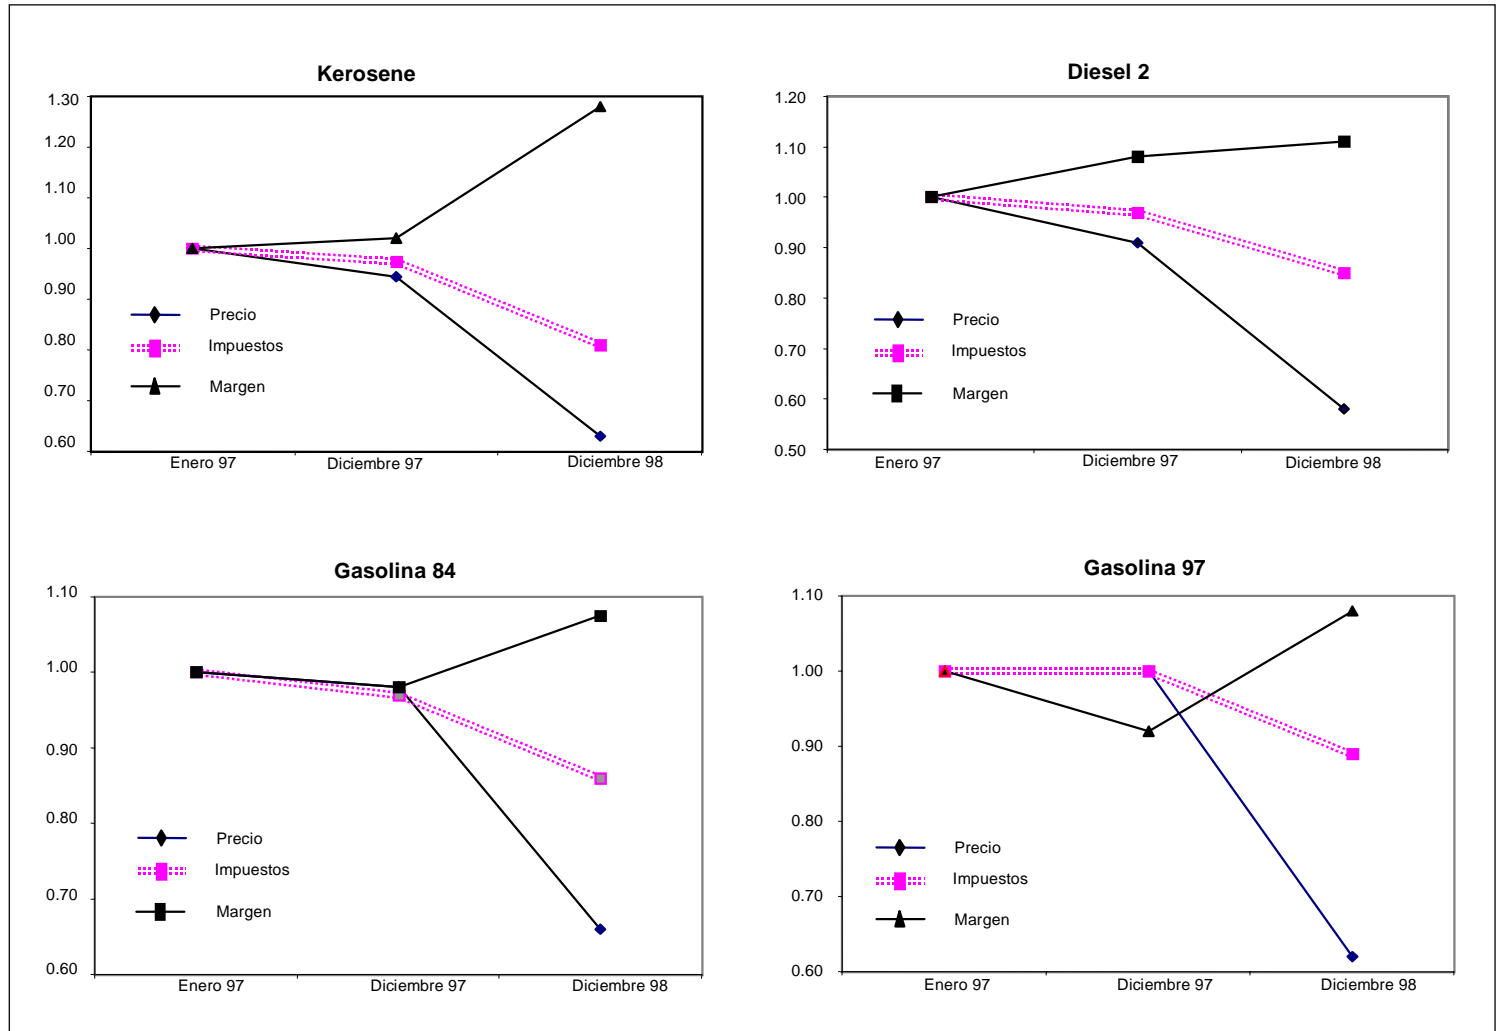 Kerosene
1.30
1.20
1.10
1.00
0.90
0.80
0.70
0.60
Precio
Impuestos
Margen
Enero 97
Diciembre 97
Diciembre 98
Diesel 2
1.20
1.10
1.00
0.90
0.80
0.70
0.60
0.50
Precio
Impuestos
Margen
Enero 97
Diciembre 97
Diciembre 98
Gasolina 84
1.10
1.00
0.90
0.80
0.70
0.60
Precio
Impuestos
Margen
Enero 97
Diciembre 97
Diciembre 98
Gasolina 97
1.10
1.00
0.90
0.80
0.70
0.60
Precio
Impuestos
Margen
Enero 97
Diciembre 97
Diciembre 98